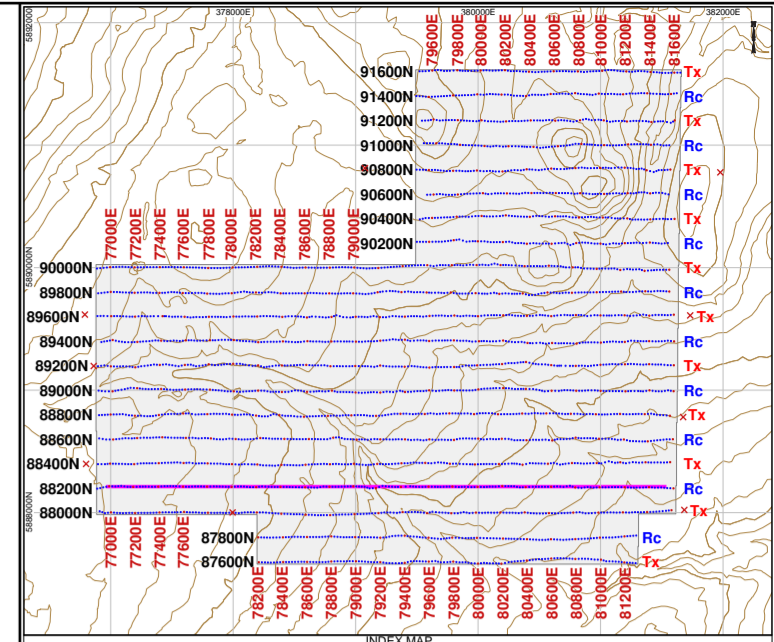 378000E 380000E 382000E
5892000
79600E 79800E 80000E 80200E 80400E 80600E 80800E 81000E 81200E 81400E 81600E
91600N Tx
91400N Rc
91200N Tx
91000N Rc
90800N Tx
90600N Rc
90400N Tx
90200N Rc
77000E 77200E 77400E 77600E 77800E 78000E 78200E 78400E 78600E 78800E 79000E
5890000N
90000N Tx
89800N Rc
89600N Tx
89400N Rc
89200N Tx
89000N Rc
88800N Tx
88600N Rc
88400N Tx
88200N Rc
5888000N
88000N Tx
77000E 77200E 77400E 77600E
87800N Rc
87600N Tx
78200E 78400E 78600E 78800E 79000E 79200E 79400E 79600E 79800E 80000E 80200E 80400E 80600E 80800E 81000E 81200E
INDEX MAP